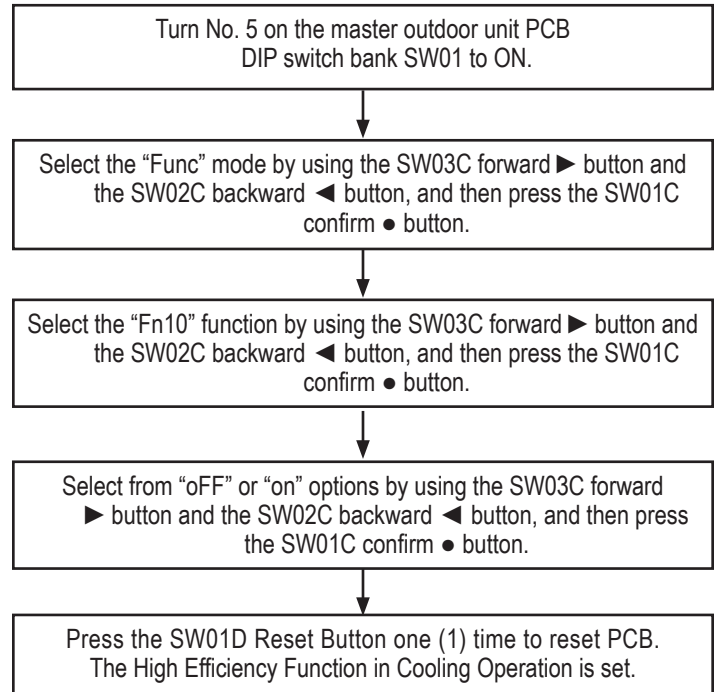 Turn No. 5 on the master outdoor unit PCB
DIP switch bank SW01 to ON.
Select the “Func” mode by using the SW03C forward ► button and
the SW02C backward ◄ button, and then press the SW01C
confirm ● button.
Select the “Fn10” function by using the SW03C forward ► button and
the SW02C backward ◄ button, and then press the SW01C
confirm ● button.
Select from “oFF” or “on” options by using the SW03C forward
► button and the SW02C backward ◄ button, and then press
the SW01C confirm ● button.
Press the SW01D Reset Button one (1) time to reset PCB.
The High Efficiency Function in Cooling Operation is set.